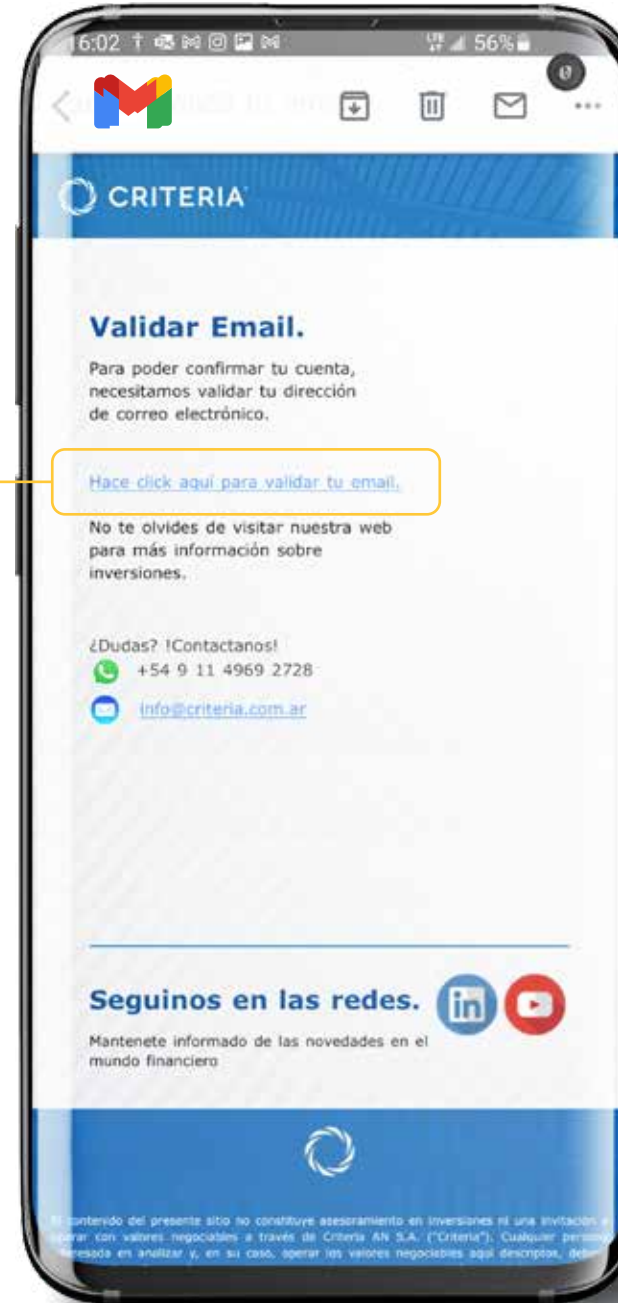 16:02
56%
CRITERIA
Validar Email.
Para poder confirmar tu cuenta,
necesitamos validar tu dirección
de correo electrónico.
Hace click aquí para validar tu email.
No te olvides de visitar nuestra web
para más información sobre
inversiones.
¿Dudas? !Contactanos!
+54 9 11 4969 2728
info@criteria.com.ar
Seguinos en las redes.
in
Mantenete informado de las novedades en el
mundo financiero
contenido del presente sitio no constituye asesoramiento en inversiones ni una invitación a
operar con valores negociables a través de Criteria AN S.A. ("Criteria"). Cualquier persona
interesada en analizar y, en su caso, operar los valores negociables aquí descriptos, deberá